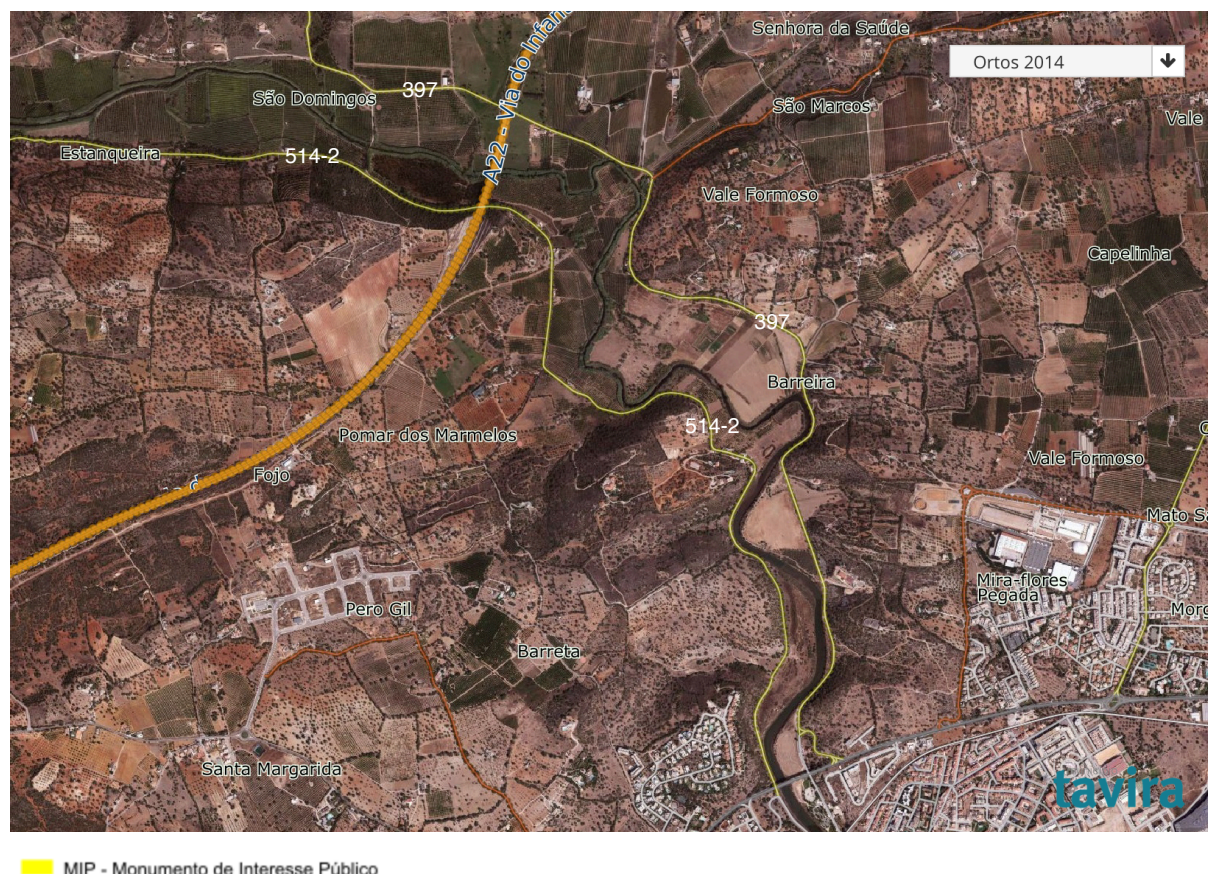 Senhora da Saúde
Ortos 2014
A22 - Via do Infan
397
São Domingos
São Marcos
Vale
Estanqueira
514-2
Vale Formoso
Capelinha
397
Barreira
514-2
Pomar dos Marmelos
Vale Formoso
Fojo
Mato Sa
Mira-flores
Pegada
Pero Gil
Morg
Barreta
Santa Margarida
tavira
MIP - Monumento de Interesse Público